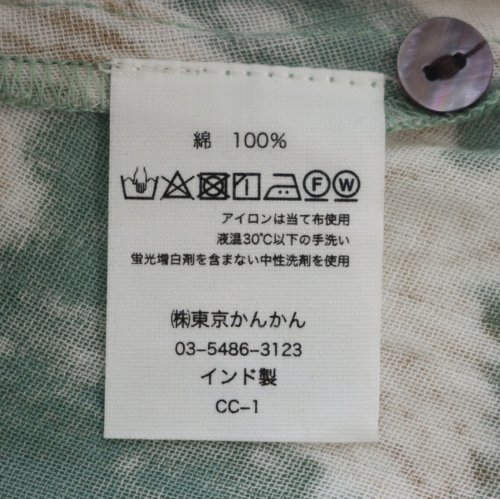 綿 100%
F W
アイロンは当て布使用
液温30℃以下の手洗い
蛍光増白剤を含まない中性洗剤を使用
㈱東京かんかん
03-5486-3123
インド製
CC-1